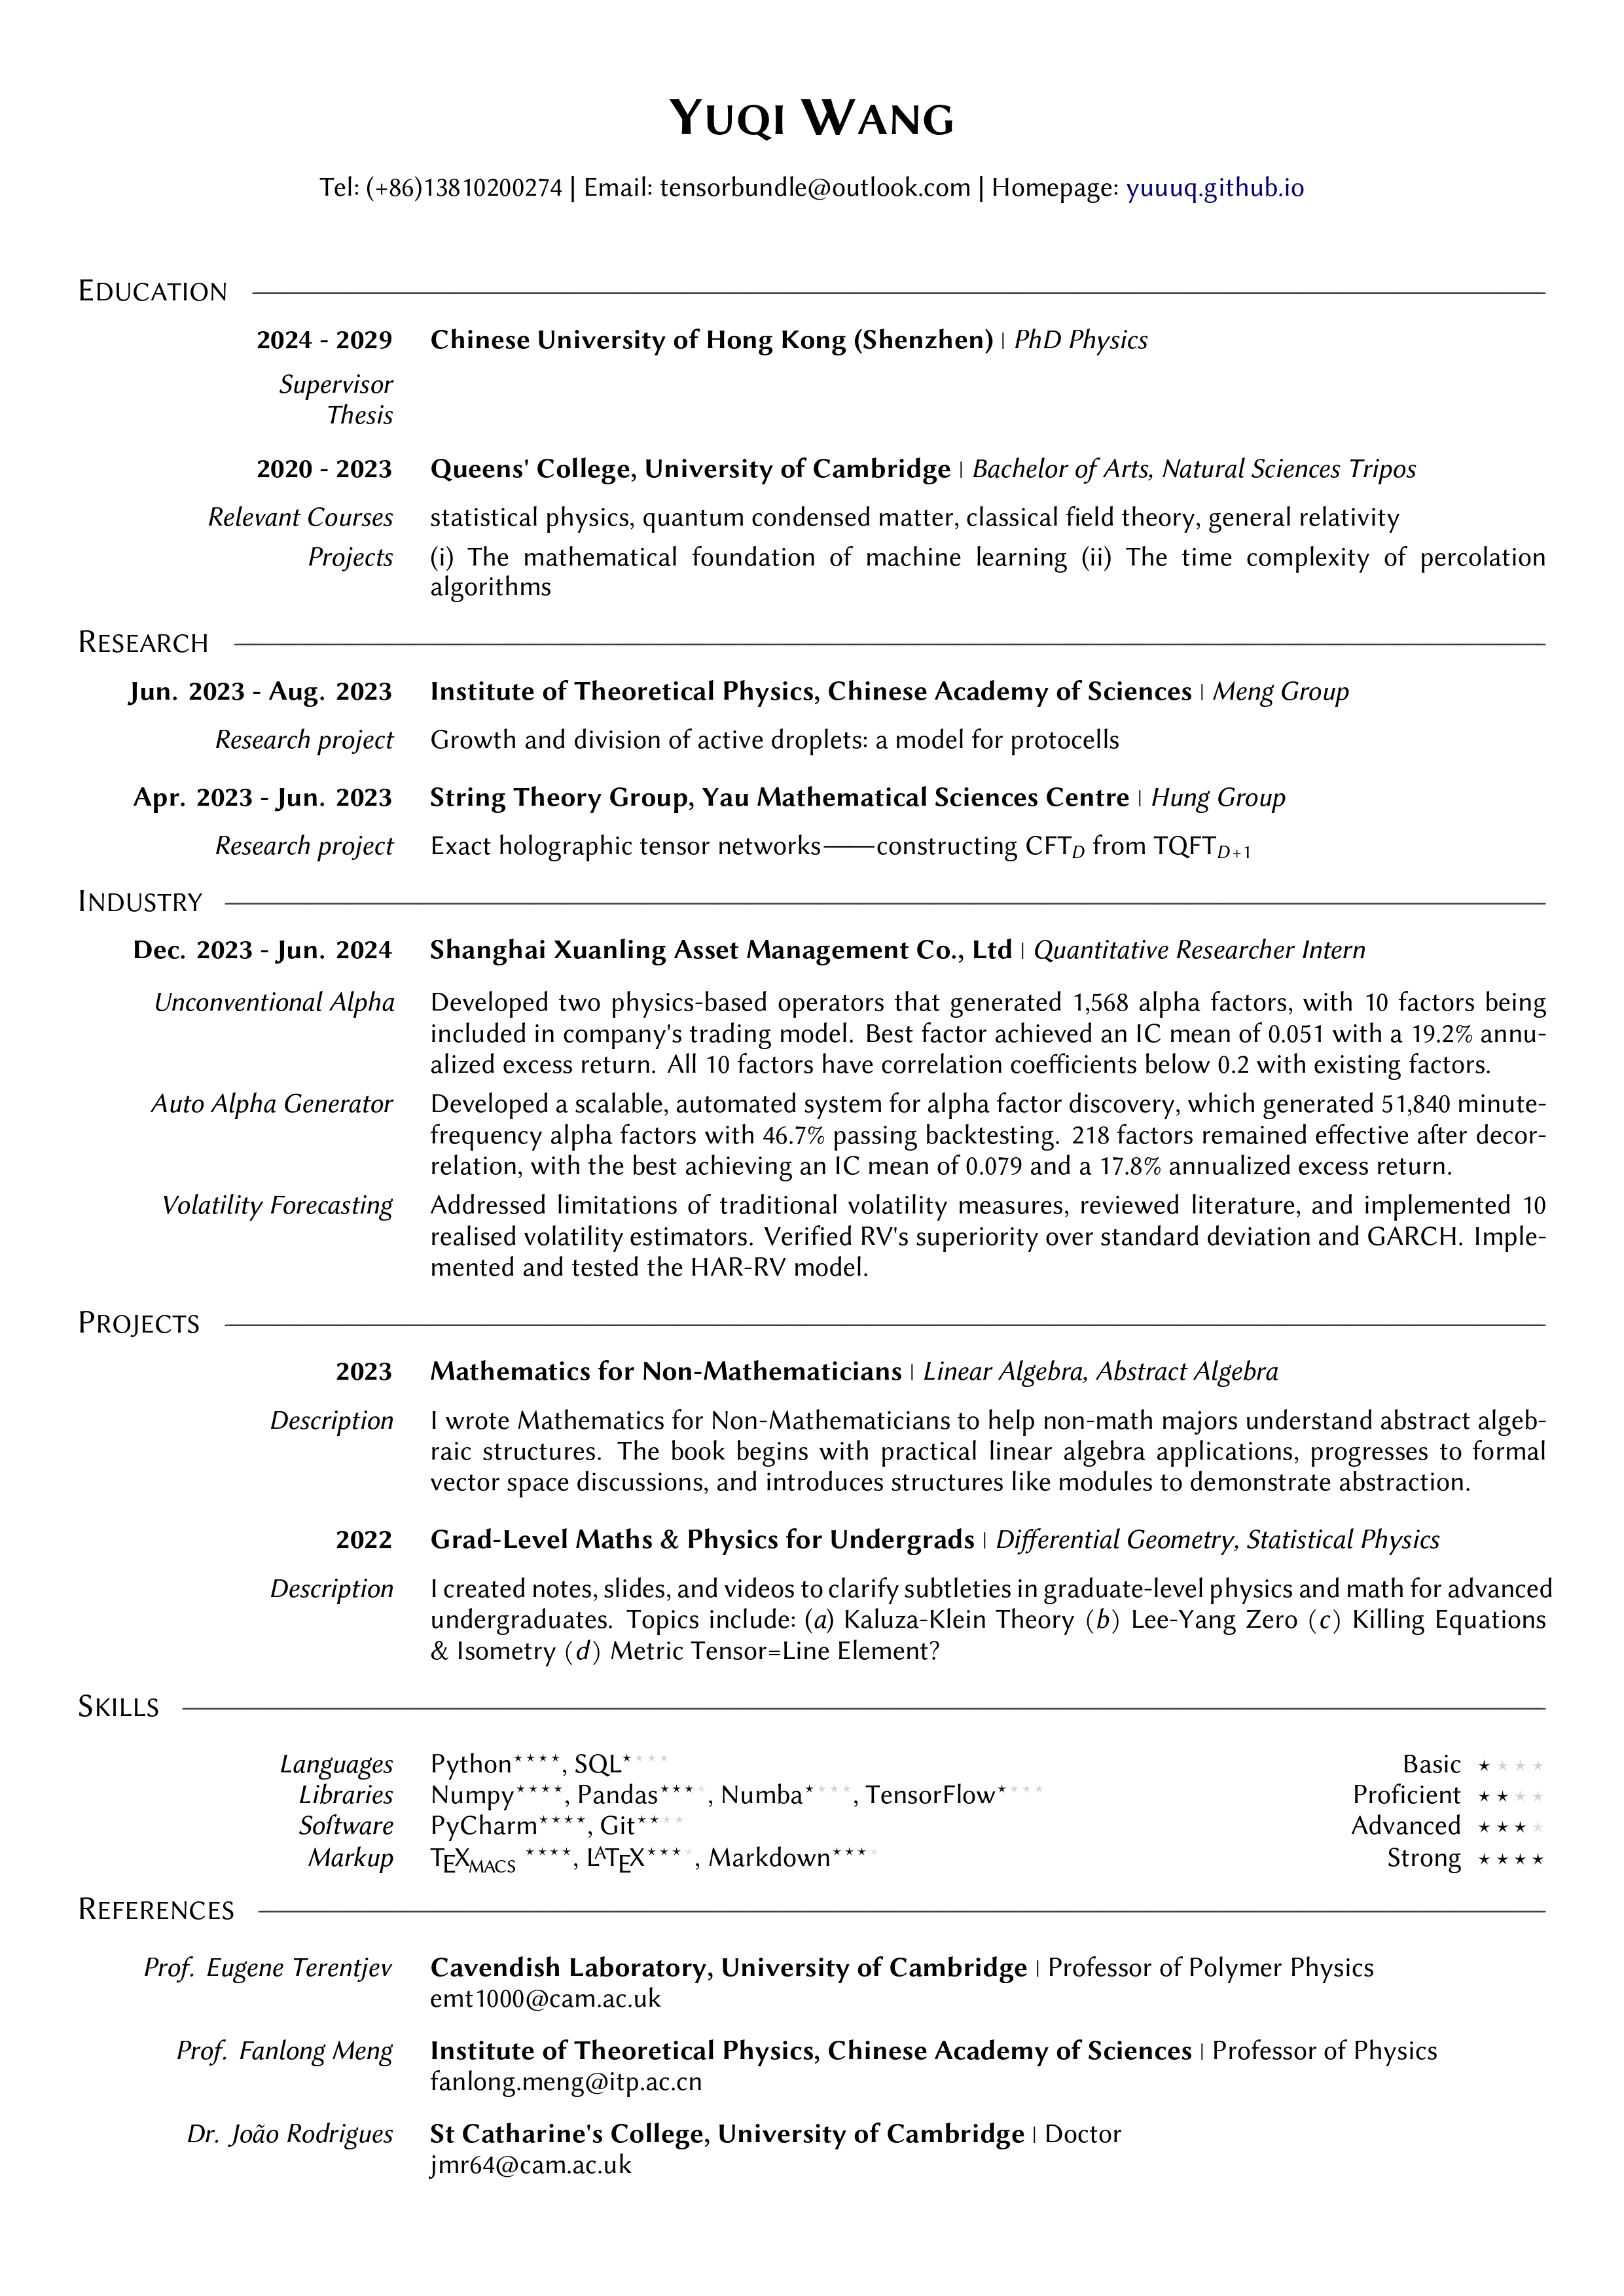 YUQI WANG
Tel: (+86)13810200274 | Email: tensorbundle@outlook.com | Homepage: yuuuq.github.io
EDUCATION
2024 - 2029 Chinese University of Hong Kong (Shenzhen) | PhD Physics
Supervisor
Thesis
2020 - 2023 Queens' College, University of Cambridge | Bachelor of Arts, Natural Sciences Tripos
Relevant Courses statistical physics, quantum condensed matter, classical field theory, general relativity
Projects (i) The mathematical foundation of machine learning (ii) The time complexity of percolation
algorithms
RESEARCH
Jun. 2023 - Aug. 2023 Institute of Theoretical Physics, Chinese Academy of Sciences | Meng Group
Research project Growth and division of active droplets: a model for protocells
Apr. 2023 - Jun. 2023 String Theory Group, Yau Mathematical Sciences Centre | Hung Group
Research project Exact holographic tensor networks——constructing CFT_D from TQFT_{D+1}
INDUSTRY
Dec. 2023 - Jun. 2024 Shanghai Xuanling Asset Management Co., Ltd | Quantitative Researcher Intern
Unconventional Alpha Developed two physics-based operators that generated 1,568 alpha factors, with 10 factors being
included in company's trading model. Best factor achieved an IC mean of 0.051 with a 19.2% annu-
alized excess return. All 10 factors have correlation coefficients below 0.2 with existing factors.
Auto Alpha Generator Developed a scalable, automated system for alpha factor discovery, which generated 51,840 minute-
frequency alpha factors with 46.7% passing backtesting. 218 factors remained effective after decor-
relation, with the best achieving an IC mean of 0.079 and a 17.8% annualized excess return.
Volatility Forecasting Addressed limitations of traditional volatility measures, reviewed literature, and implemented 10
realised volatility estimators. Verified RV's superiority over standard deviation and GARCH. Imple-
mented and tested the HAR-RV model.
PROJECTS
2023 Mathematics for Non-Mathematicians | Linear Algebra, Abstract Algebra
Description I wrote Mathematics for Non-Mathematicians to help non-math majors understand abstract algeb-
raic structures. The book begins with practical linear algebra applications, progresses to formal
vector space discussions, and introduces structures like modules to demonstrate abstraction.
2022 Grad-Level Maths & Physics for Undergrads | Differential Geometry, Statistical Physics
Description I created notes, slides, and videos to clarify subtleties in graduate-level physics and math for advanced
undergraduates. Topics include: (a) Kaluza-Klein Theory (b) Lee-Yang Zero (c) Killing Equations
& Isometry (d) Metric Tensor=Line Element?
SKILLS
Languages Python★★★★, SQL★★★★ Basic ★★★★
Libraries Numpy★★★★, Pandas★★★★, Numba★★★★, TensorFlow★★★★ Proficient ★★★★
Software PyCharm★★★★, Git★★★★ Advanced ★★★★
Markup TEXMACS ★★★★, LATEX★★★★, Markdown★★★★ Strong ★★★★
REFERENCES
Prof. Eugene Terentjev Cavendish Laboratory, University of Cambridge | Professor of Polymer Physics
emt1000@cam.ac.uk
Prof. Fanlong Meng Institute of Theoretical Physics, Chinese Academy of Sciences | Professor of Physics
fanlong.meng@itp.ac.cn
Dr. João Rodrigues St Catharine's College, University of Cambridge | Doctor
jmr64@cam.ac.uk